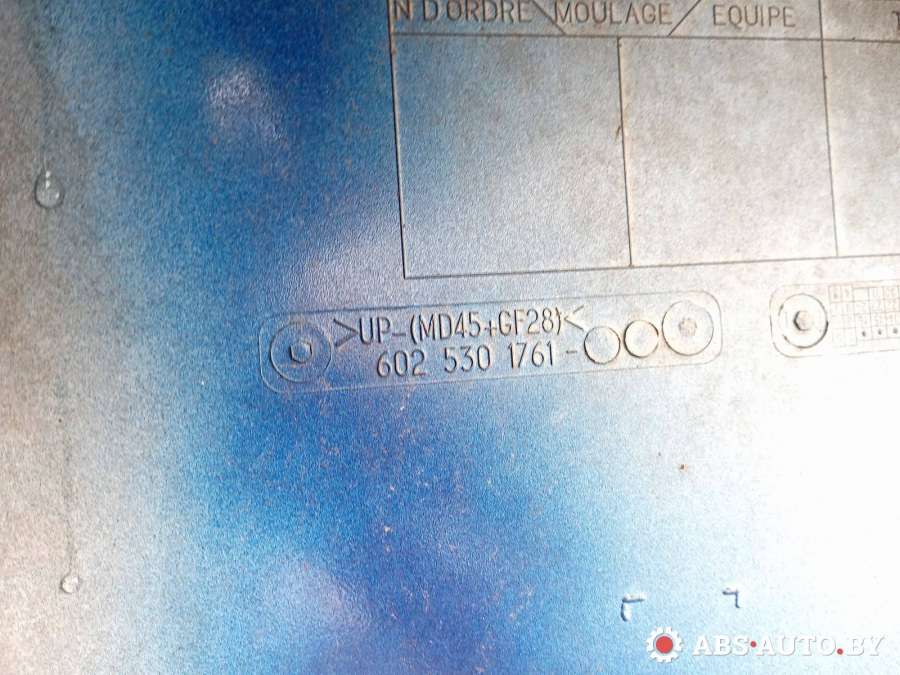 N D'ORDRE MOULAGE EQUIPE
>UP-(MD45+GF28)<
602 530 1761 -
ABS-AUTO.BY